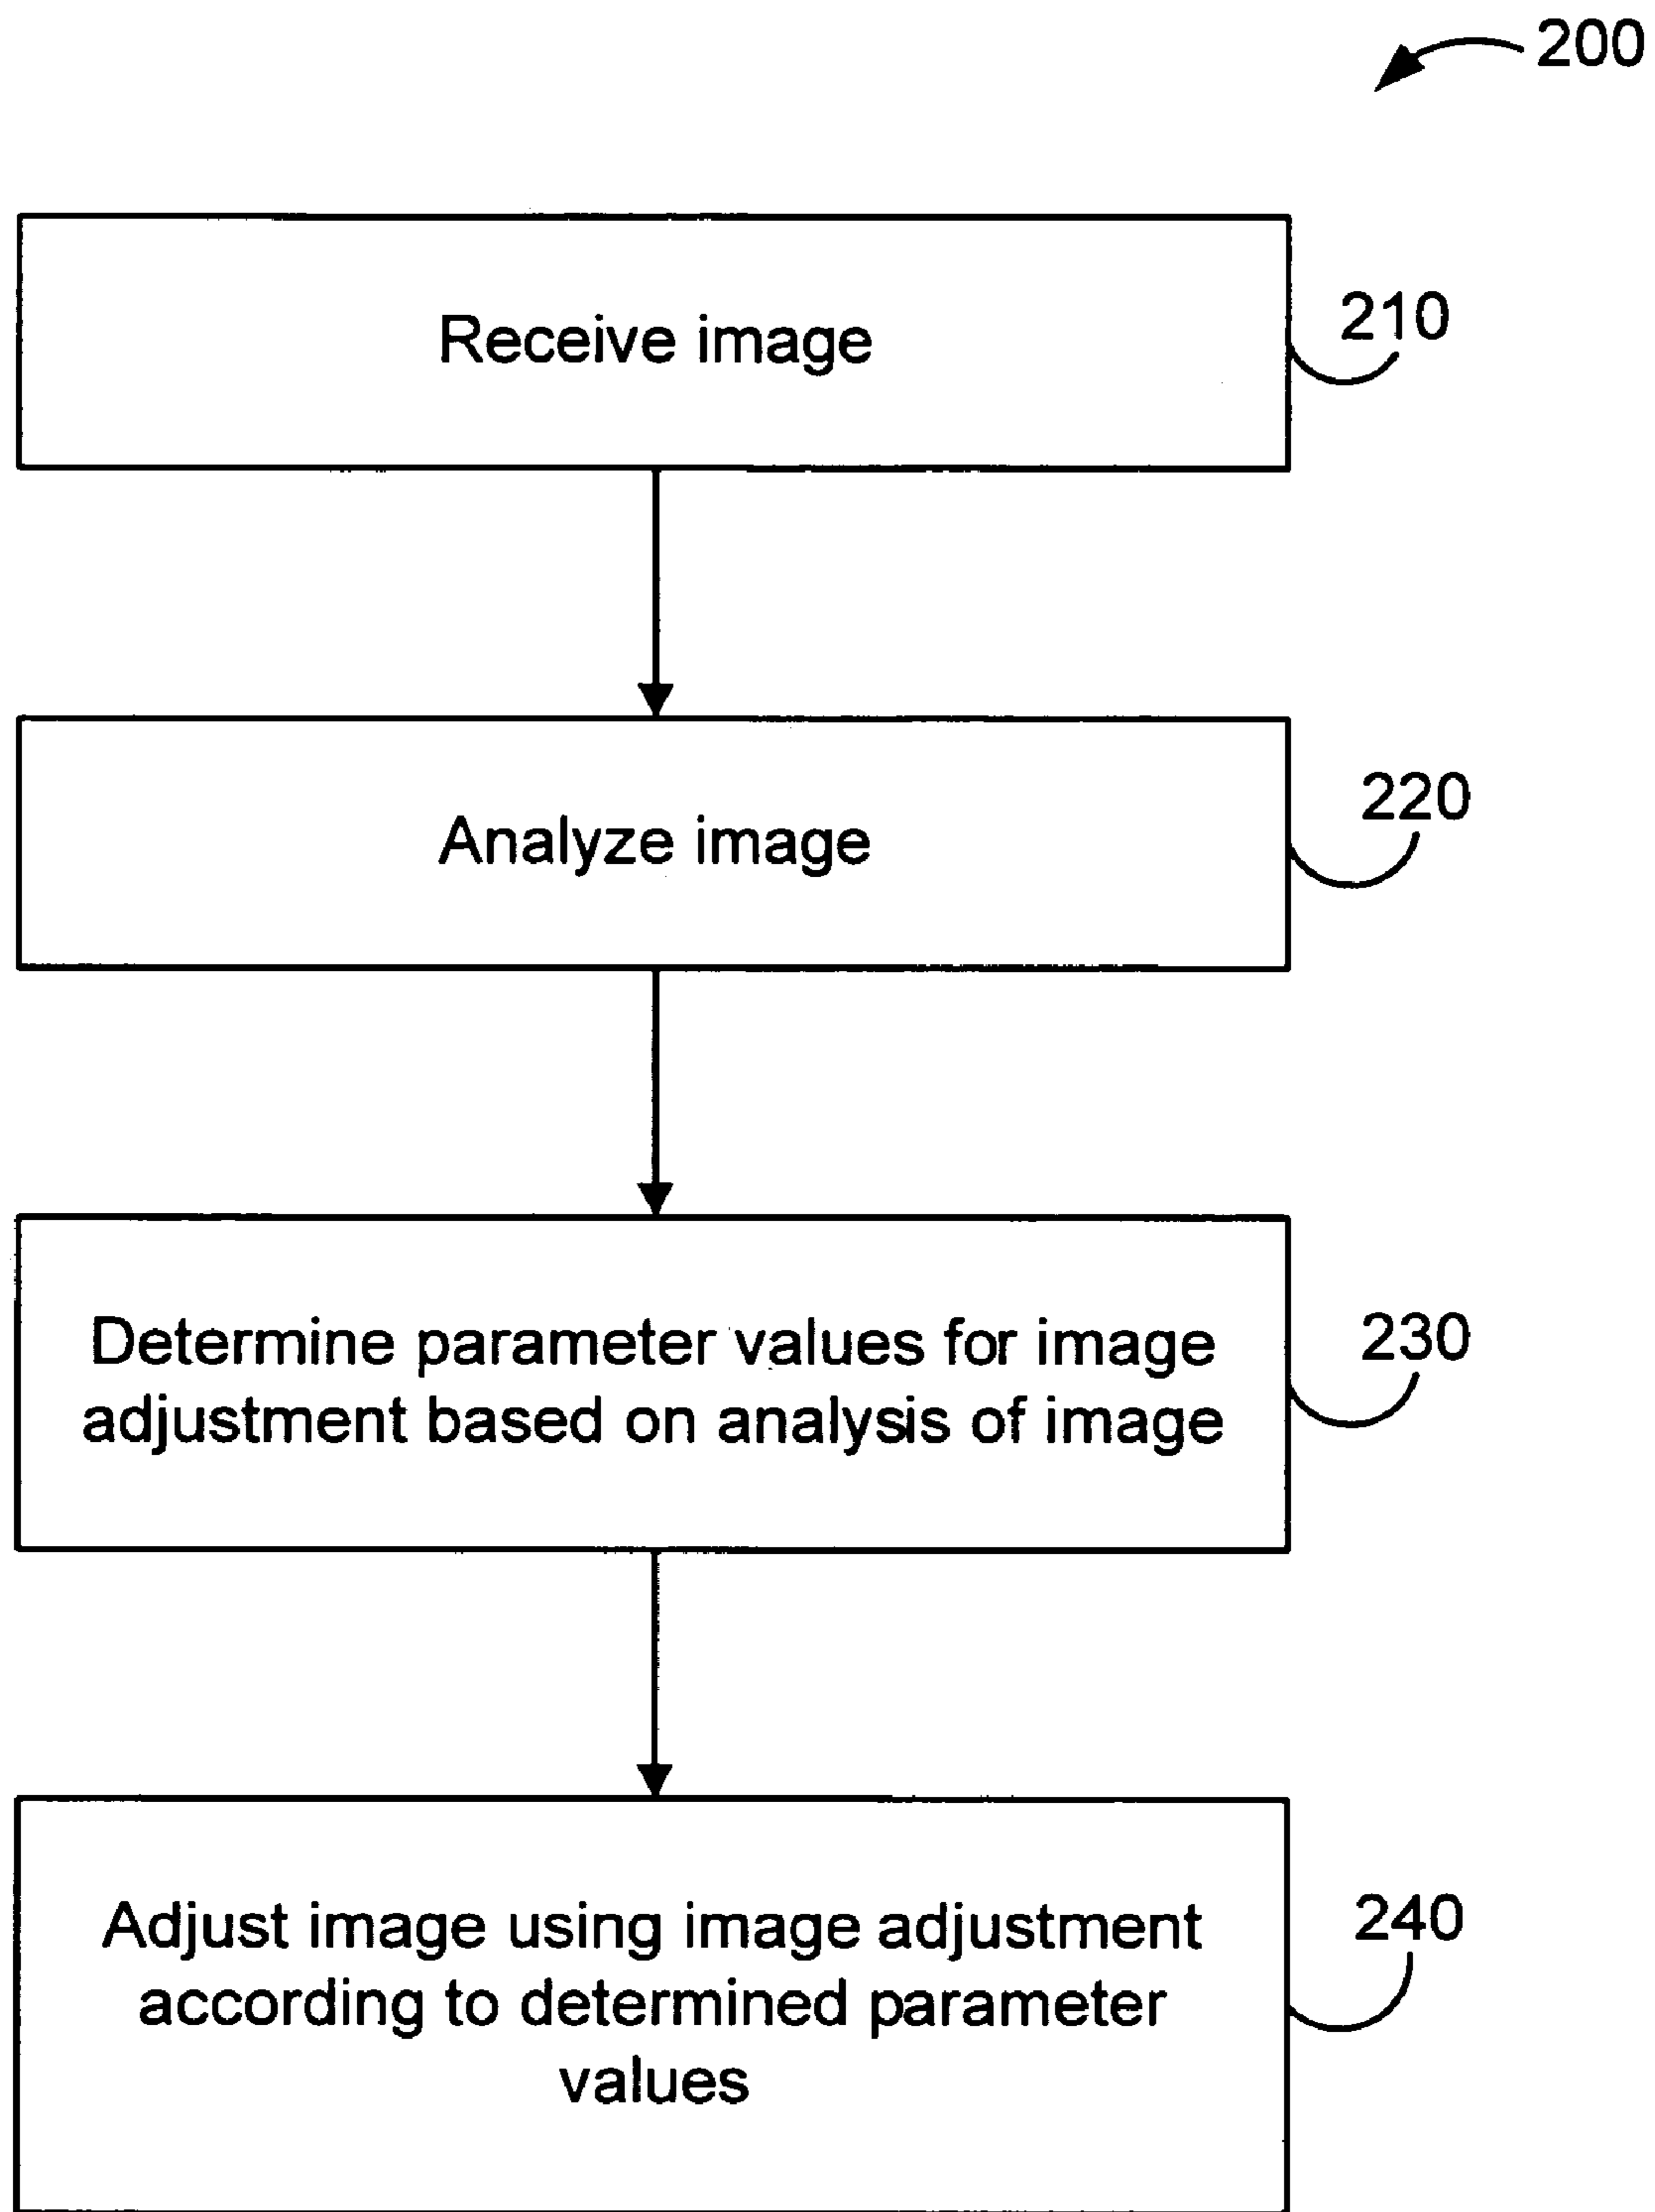 200
Receive image
210
Analyze image
220
Determine parameter values for image
adjustment based on analysis of image
230
Adjust image using image adjustment
according to determined parameter
values
240